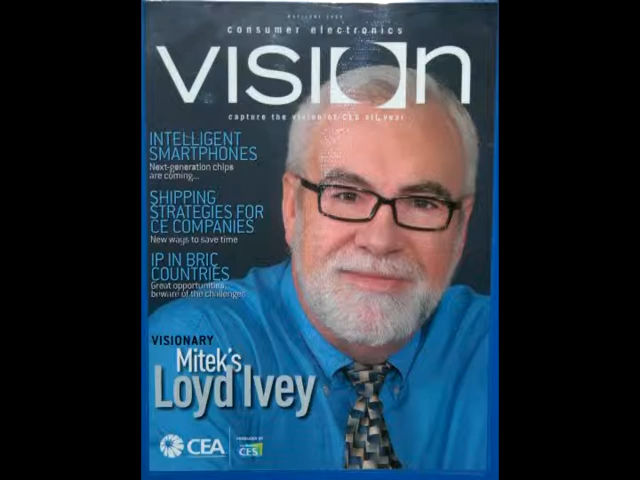 consumer electronics
VISION
capture the vision of CES all year
INTELLIGENT
SMARTPHONES
Next-generation chips
are coming...
SHIPPING
STRATEGIES FOR
CE COMPANIES
New ways to save time
IP IN BRIC
COUNTRIES
Great opportunities,
beware of the challenges
VISIONARY
Mitek's
Loyd Ivey
CEA
PRODUCER OF
CES